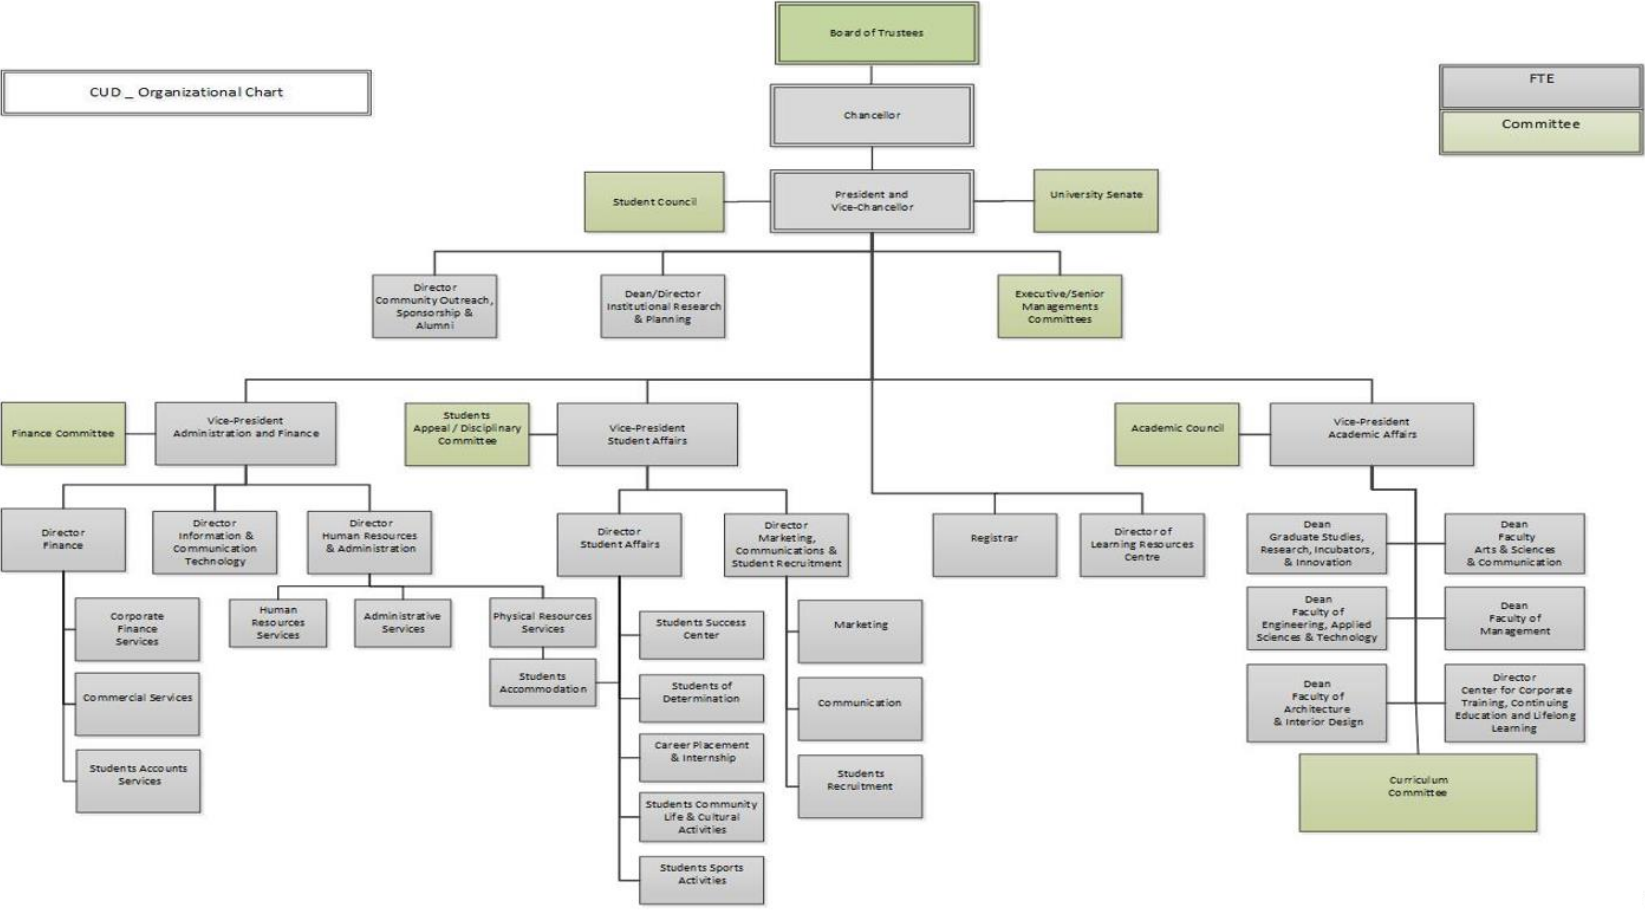 Board of Trustees
CUD _ Organizational Chart
FTE
Committee
Chancellor
Student Council
President and
Vice-Chancellor
University Senate
Director
Community Outreach,
Sponsorship &
Alumni
Dean/Director
Institutional Research
& Planning
Executive/Senior
Managements
Committees
Finance Committee
Vice-President
Administration and Finance
Students
Appeal / Disciplinary
Committee
Vice-President
Student Affairs
Academic Council
Vice-President
Academic Affairs
Director
Finance
Director
Information &
Communication
Technology
Director
Human Resources
& Administration
Director
Student Affairs
Director
Marketing,
Communications &
Student Recruitment
Registrar
Director of
Learning Resources
Centre
Dean
Graduate Studies,
Research, Incubators,
& Innovation
Dean
Faculty
Arts & Sciences
& Communication
Corporate
Finance
Services
Human
Resources
Services
Administrative
Services
Physical Resources
Services
Students Success
Center
Marketing
Dean
Faculty of
Engineering, Applied
Sciences & Technology
Dean
Faculty of
Management
Commercial Services
Students
Accommodation
Students of
Determination
Communication
Dean
Faculty of
Architecture
& Interior Design
Director
Center for Corporate
Training, Continuing
Education and Lifelong
Learning
Students Accounts
Services
Career Placement
& Internship
Students
Recruitment
Curriculum
Committee
Students Community
Life & Cultural
Activities
Students Sports
Activities